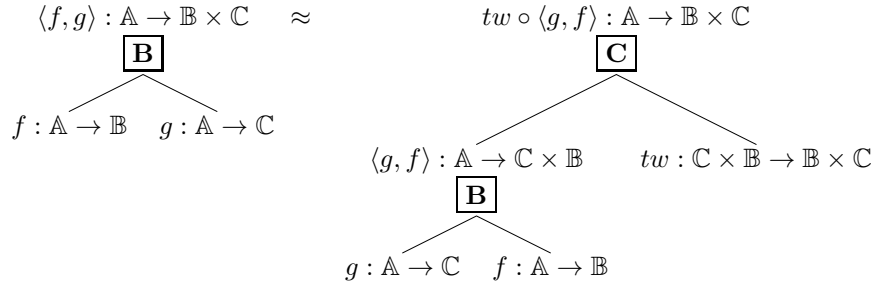 ⟨f, g⟩ : 𝔸 → 𝔹 × ℂ ≈ tw ∘ ⟨g, f⟩ : 𝔸 → 𝔹 × ℂ
B C
f : 𝔸 → 𝔹 g : 𝔸 → ℂ
⟨g, f⟩ : 𝔸 → ℂ × 𝔹 tw : ℂ × 𝔹 → 𝔹 × ℂ
B
g : 𝔸 → ℂ f : 𝔸 → 𝔹